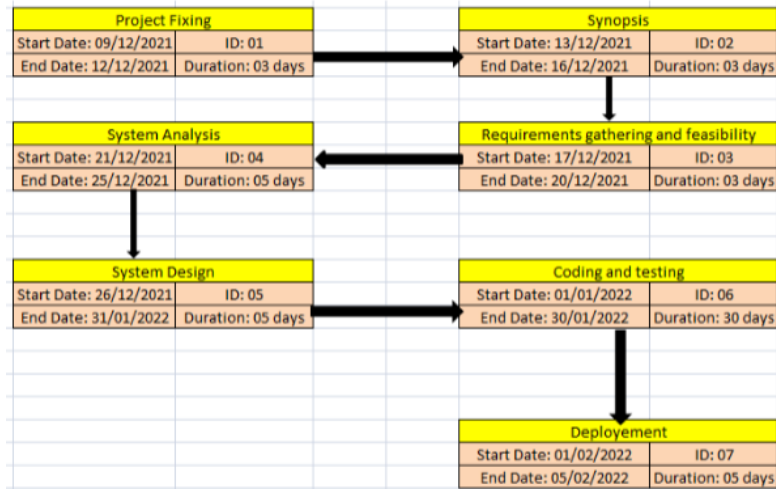 Project Fixing
Start Date: 09/12/2021 ID: 01
End Date: 12/12/2021 Duration: 03 days
Synopsis
Start Date: 13/12/2021 ID: 02
End Date: 16/12/2021 Duration: 03 days
Requirements gathering and feasibility
Start Date: 17/12/2021 ID: 03
End Date: 20/12/2021 Duration: 03 days
System Analysis
Start Date: 21/12/2021 ID: 04
End Date: 25/12/2021 Duration: 05 days
System Design
Start Date: 26/12/2021 ID: 05
End Date: 31/01/2022 Duration: 05 days
Coding and testing
Start Date: 01/01/2022 ID: 06
End Date: 30/01/2022 Duration: 30 days
Deployement
Start Date: 01/02/2022 ID: 07
End Date: 05/02/2022 Duration: 05 days